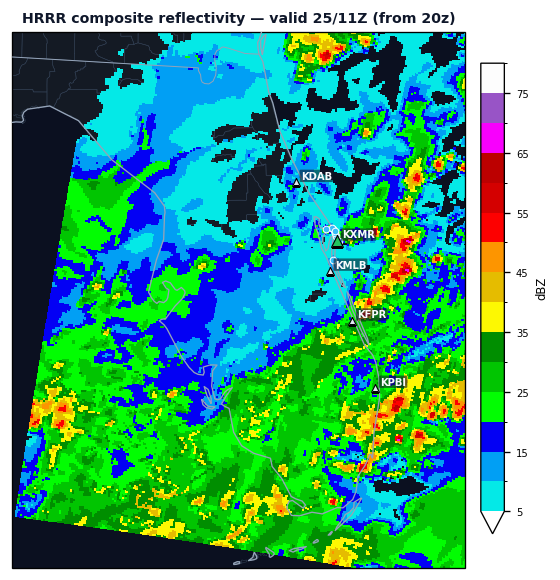 HRRR composite reflectivity — valid 25/11Z (from 20z)
KDAB
KXMR
KMLB
KFPR
KPBI
75
65
55
45
35
25
15
5
dBZ